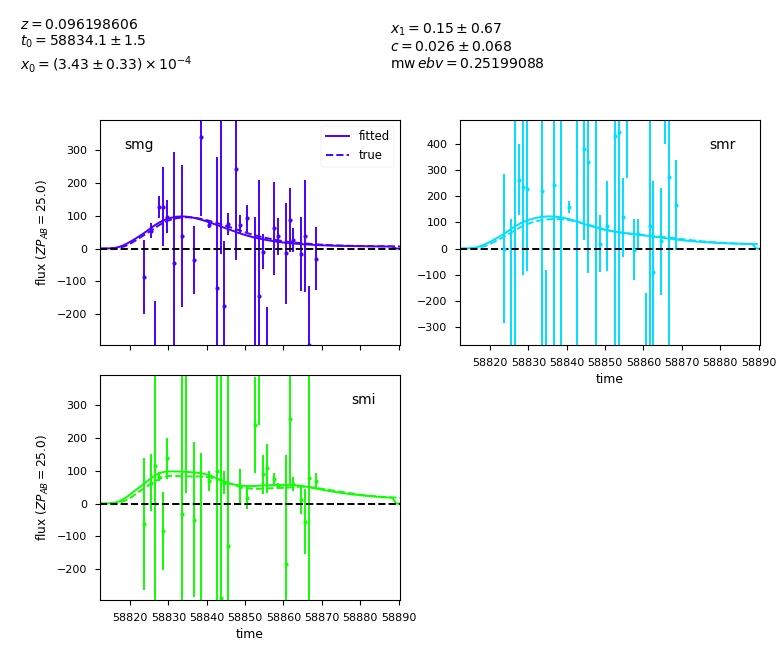 z = 0.096198606
t₀ = 58834.1 ± 1.5
x₀ = (3.43 ± 0.33) × 10⁻⁴
x₁ = 0.15 ± 0.67
c = 0.026 ± 0.068
mw ebv = 0.25199088
smg
fitted
true
300
200
100
0
−100
−200
flux (ZP_AB = 25.0)
smr
400
300
200
100
0
−100
−200
−300
58820 58830 58840 58850 58860 58870 58880 58890
time
smi
300
200
100
0
−100
−200
flux (ZP_AB = 25.0)
58820 58830 58840 58850 58860 58870 58880 58890
time